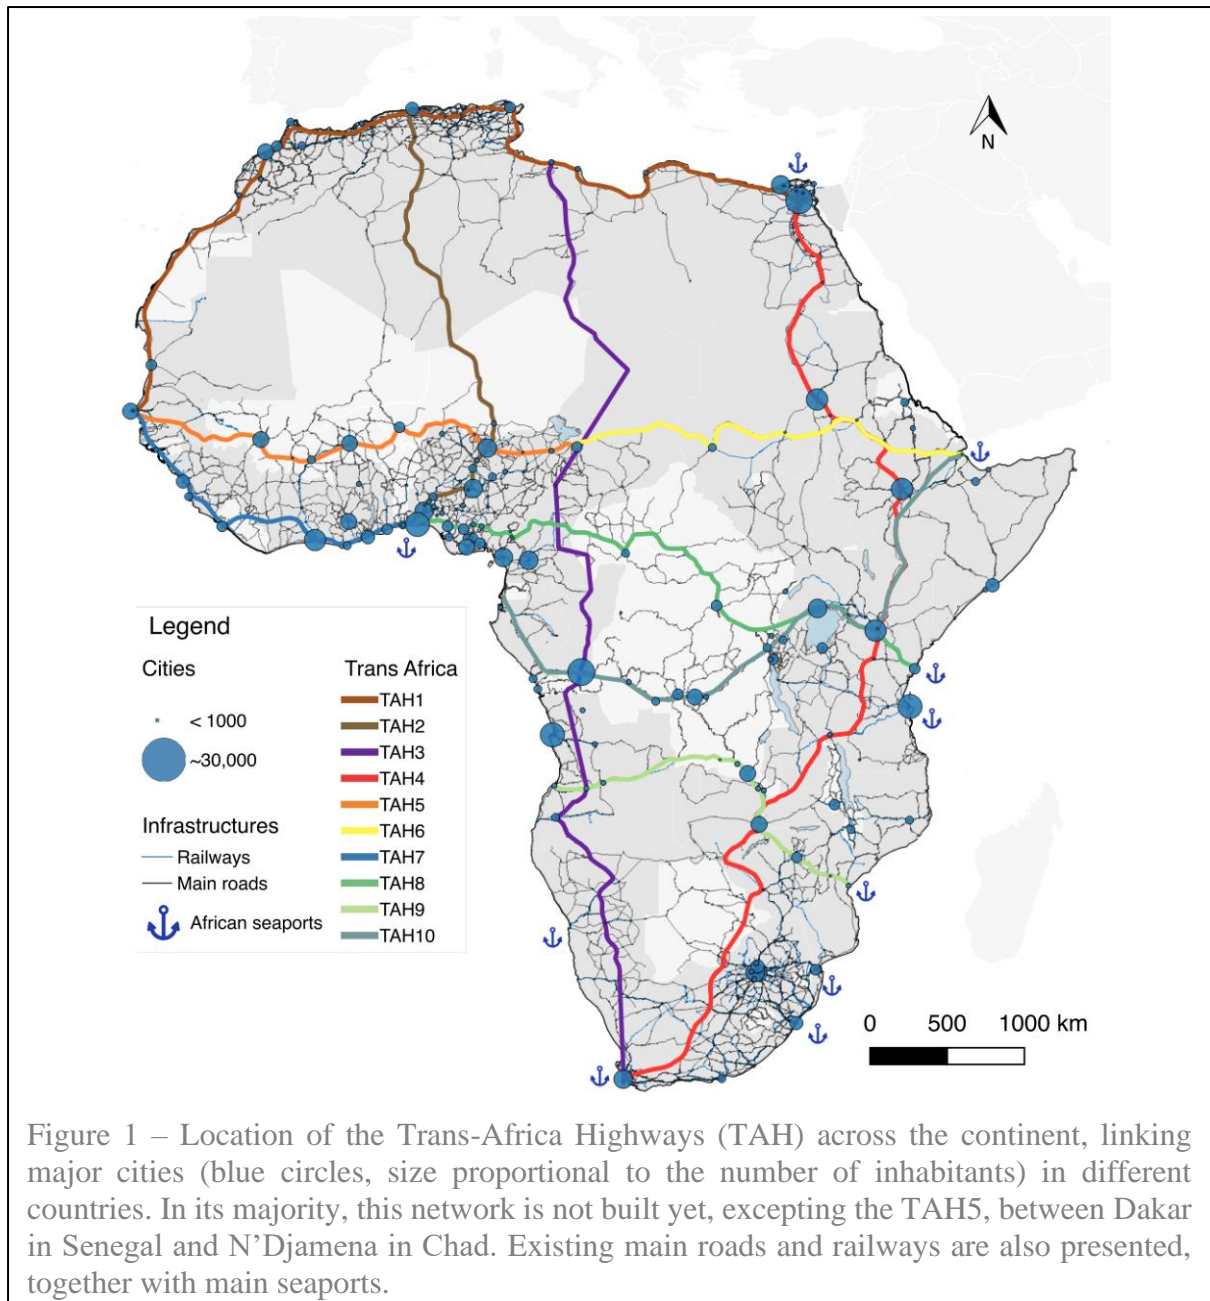 N
Legend
Cities
< 1000
~30,000
Infrastructures
Railways
Main roads
African seaports
Trans Africa
TAH1
TAH2
TAH3
TAH4
TAH5
TAH6
TAH7
TAH8
TAH9
TAH10
0 500 1000 km
Figure 1 – Location of the Trans-Africa Highways (TAH) across the continent, linking
major cities (blue circles, size proportional to the number of inhabitants) in different
countries. In its majority, this network is not built yet, excepting the TAH5, between Dakar
in Senegal and N’Djamena in Chad. Existing main roads and railways are also presented,
together with main seaports.